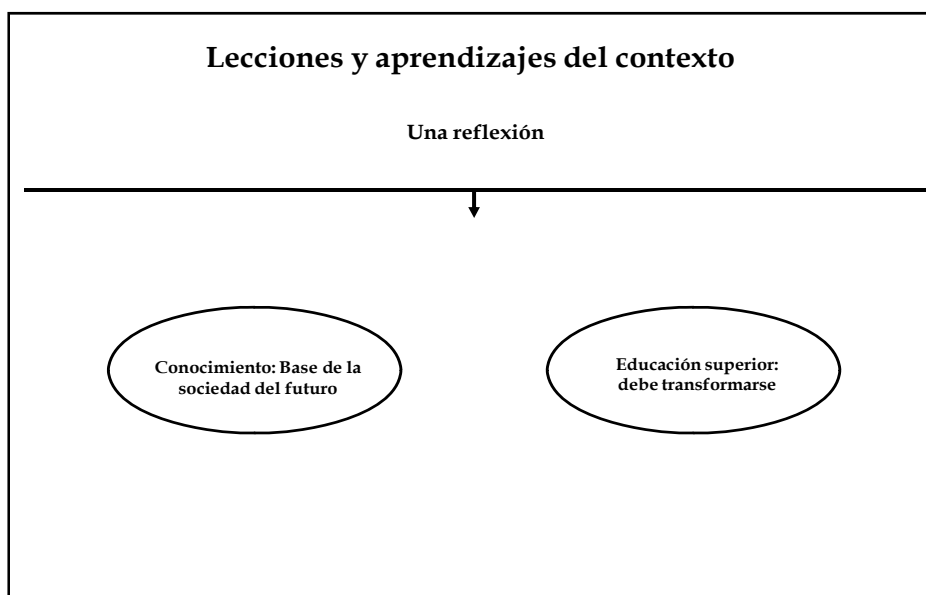 Lecciones y aprendizajes del contexto
Una reflexión
Conocimiento: Base de la
sociedad del futuro
Educación superior:
debe transformarse